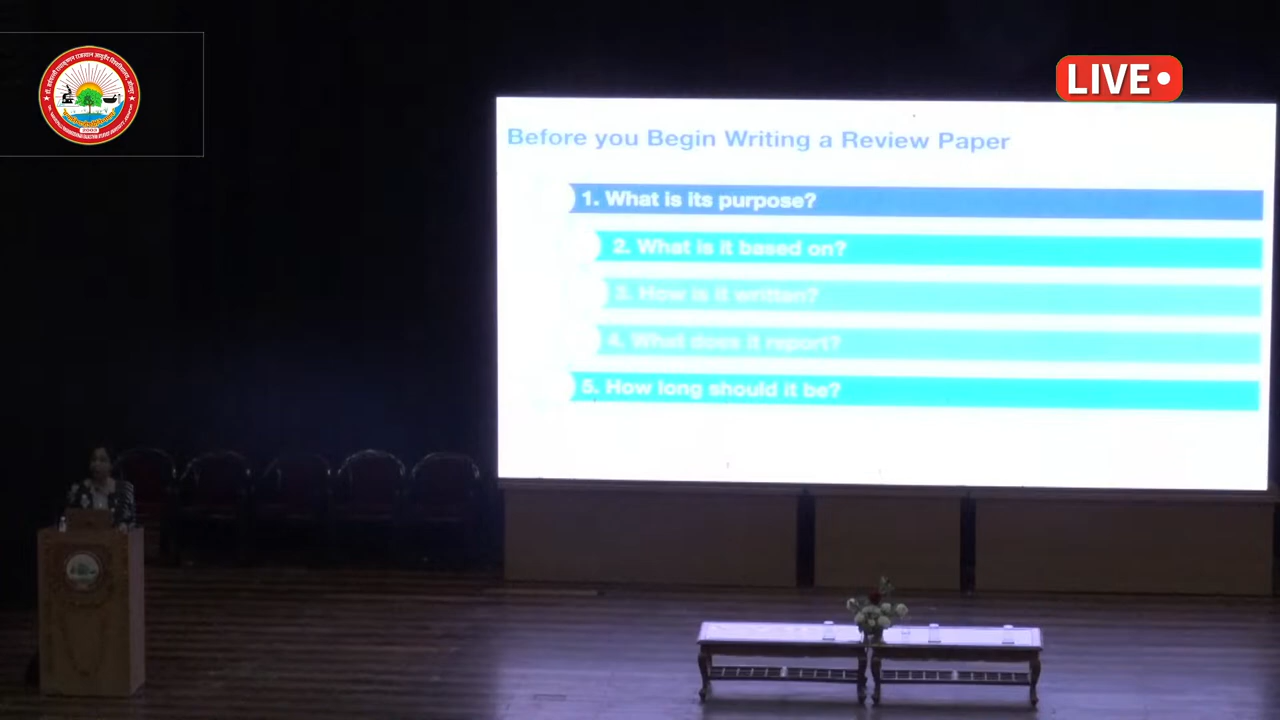 LIVE
Before you Begin Writing a Review Paper
1. What is its purpose?
2. What is it based on?
3. How is it written?
4. What does it report?
5. How long should it be?
2003